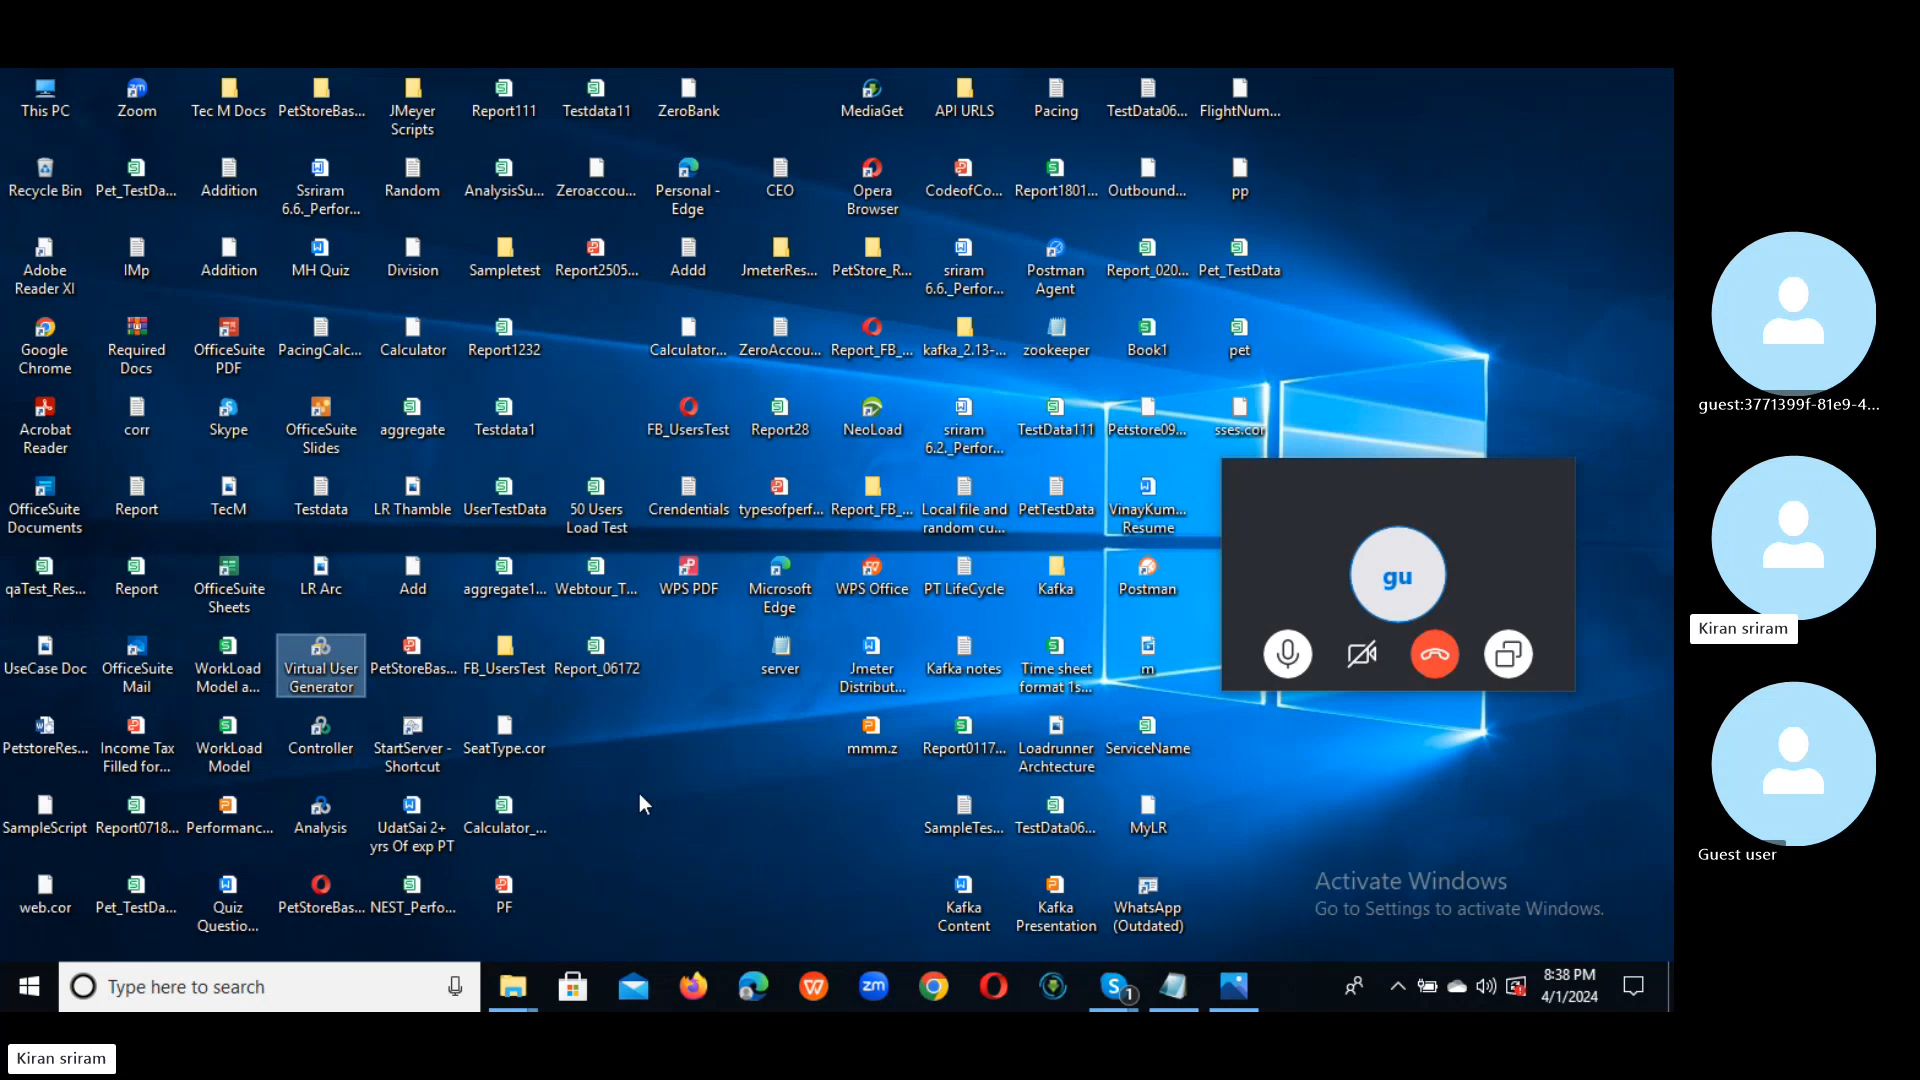 This PC
Zoom
Tec M Docs
PetStoreBas...
JMeyer
Scripts
Report111
Testdata11
ZeroBank
MediaGet
API URLS
Pacing
TestData06...
FlightNum...
Recycle Bin
Pet_TestDa...
Addition
Ssriram
6.6._Perfor...
Random
AnalysisSu...
Zeroaccou...
Personal -
Edge
CEO
Opera
Browser
CodeofCo...
Report1801...
Outbound...
pp
Adobe
Reader XI
IMp
Addition
MH Quiz
Division
Sampletest
Report2505...
Addd
JmeterRes...
PetStore_R...
sriram
6.6._Perfor...
Postman
Agent
Report_020...
Pet_TestData
Google
Chrome
Required
Docs
OfficeSuite
PDF
PacingCalc...
Calculator
Report1232
Calculator...
ZeroAccou...
Report_FB_...
kafka_2.13-...
zookeeper
Book1
pet
Acrobat
Reader
corr
Skype
OfficeSuite
Slides
aggregate
Testdata1
FB_UsersTest
Report28
NeoLoad
sriram
6.2._Perfor...
TestData111
Petstore09...
sses.cor
OfficeSuite
Documents
Report
TecM
Testdata
LR Thamble
UserTestData
50 Users
Load Test
Crendentials
typesofperf...
Report_FB_...
Local file and
random cu...
PetTestData
VinayKum...
Resume
qaTest_Res...
Report
OfficeSuite
Sheets
LR Arc
Add
aggregate1...
Webtour_T...
WPS PDF
Microsoft
Edge
WPS Office
PT LifeCycle
Kafka
Postman
UseCase Doc
OfficeSuite
Mail
WorkLoad
Model a...
Virtual User
Generator
PetStoreBas...
FB_UsersTest
Report_06172
server
Jmeter
Distribut...
Kafka notes
Time sheet
format 1s...
m
PetstoreRes...
Income Tax
Filled for...
WorkLoad
Model
Controller
StartServer -
Shortcut
SeatType.cor
mmm.z
Report0117...
Loadrunner
Archtecture
ServiceName
SampleScript
Report0718...
Performanc...
Analysis
UdatSai 2+
yrs Of exp PT
Calculator_...
SampleTes...
TestData06...
MyLR
web.cor
Pet_TestDa...
Quiz
Questio...
PetStoreBas...
NEST_Perfo...
PF
Kafka
Content
Kafka
Presentation
WhatsApp
(Outdated)
gu
Activate Windows
Go to Settings to activate Windows.
Type here to search
zm
1
8:38 PM
4/1/2024
guest:3771399f-81e9-4...
Kiran sriram
Guest user
Kiran sriram